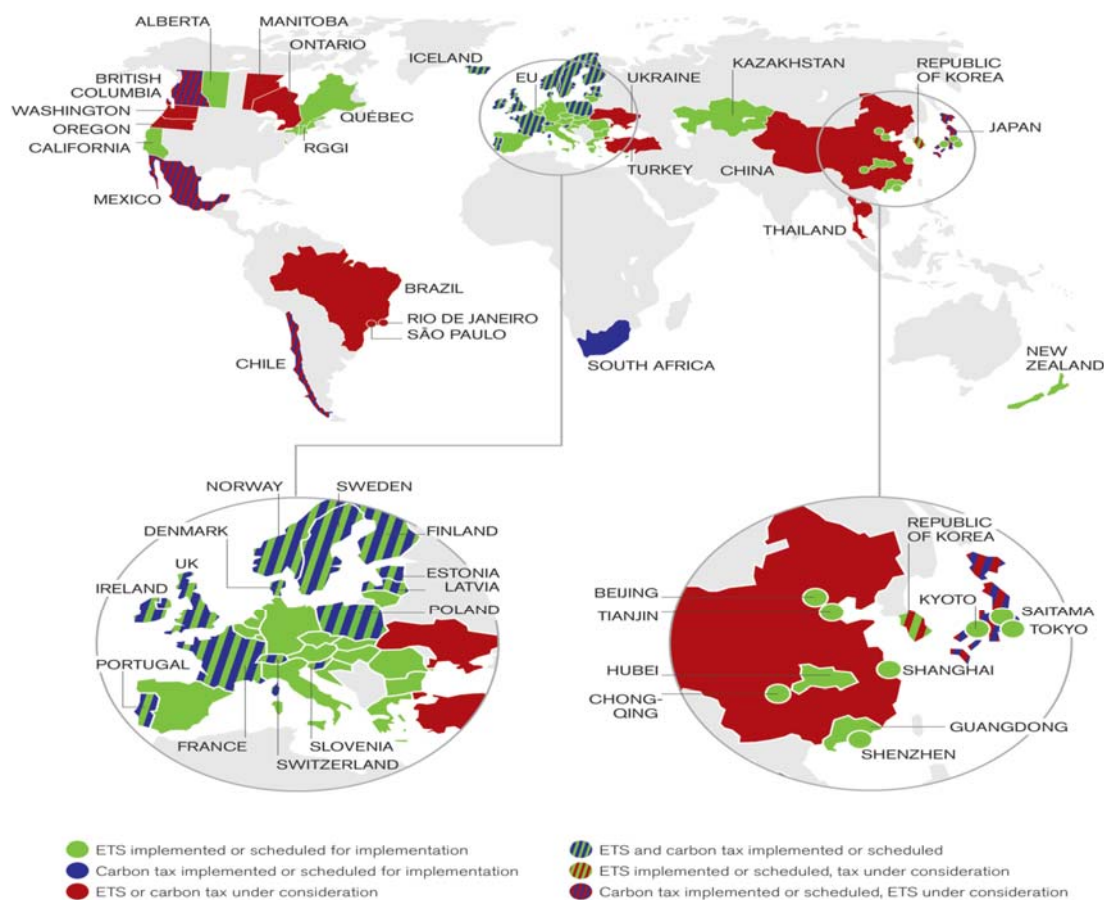 ALBERTA
MANITOBA
ONTARIO
ICELAND
BRITISH
COLUMBIA
EU
UKRAINE
KAZAKHSTAN
REPUBLIC
OF KOREA
WASHINGTON
OREGON
CALIFORNIA
QUÉBEC
RGGI
JAPAN
TURKEY
CHINA
MEXICO
THAILAND
BRAZIL
RIO DE JANEIRO
SÃO PAULO
CHILE
SOUTH AFRICA
NEW
ZEALAND
NORWAY
SWEDEN
DENMARK
FINLAND
UK
IRELAND
ESTONIA
LATVIA
POLAND
PORTUGAL
FRANCE
SLOVENIA
SWITZERLAND
REPUBLIC
OF KOREA
BEIJING
TIANJIN
KYOTO
SAITAMA
TOKYO
HUBEI
SHANGHAI
CHONG-
QING
GUANGDONG
SHENZHEN
ETS implemented or scheduled for implementation
Carbon tax implemented or scheduled for implementation
ETS or carbon tax under consideration
ETS and carbon tax implemented or scheduled
ETS implemented or scheduled, tax under consideration
Carbon tax implemented or scheduled, ETS under consideration